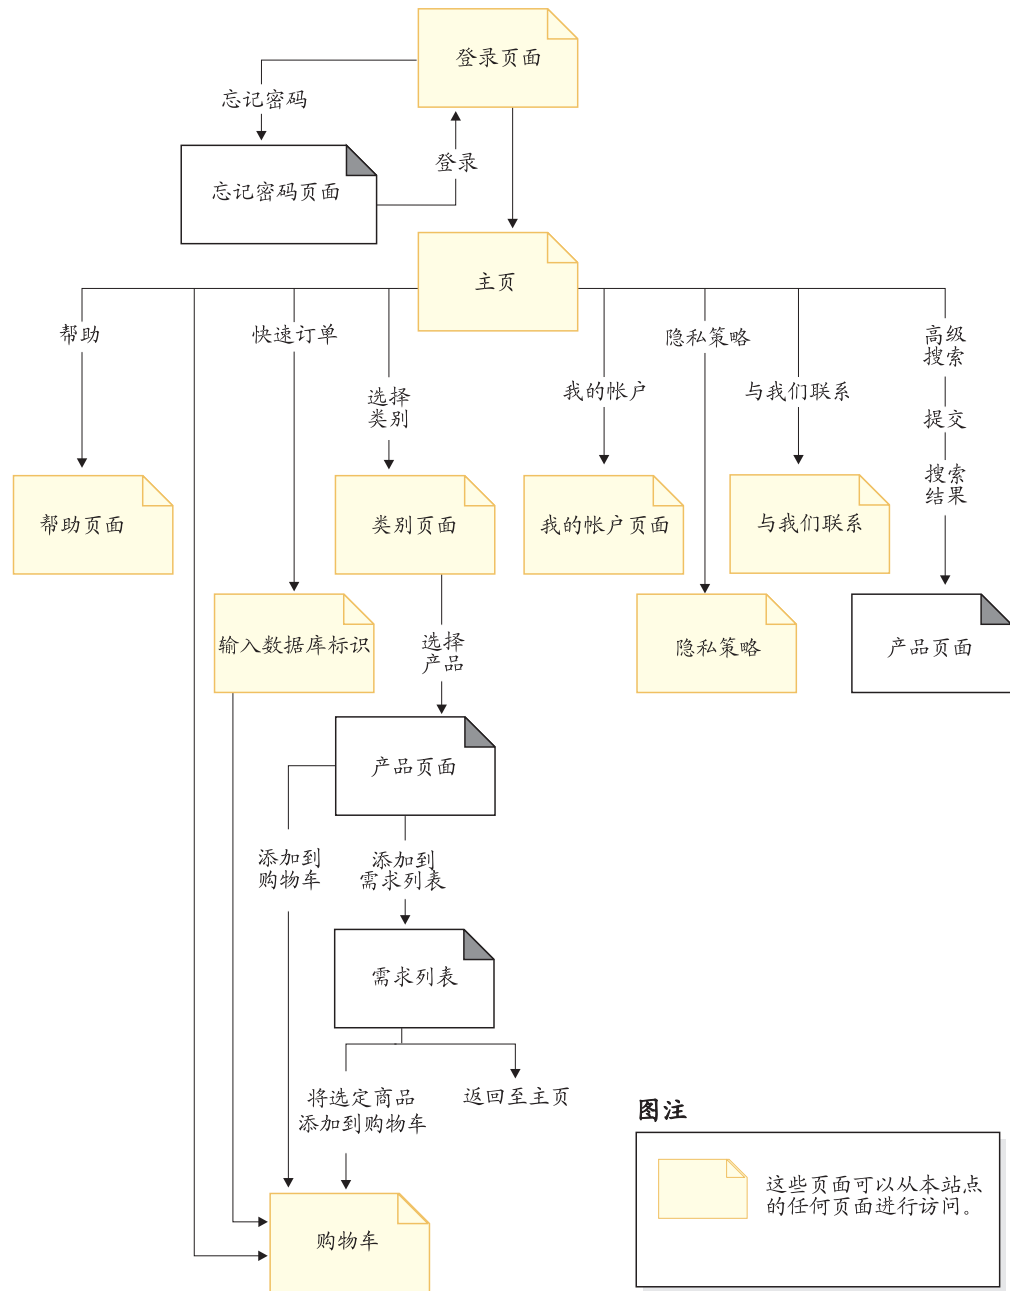 登录页面
忘记密码
登录
忘记密码页面
主页
帮助
快速订单
选择
类别
我的帐户
隐私策略
与我们联系
高级
搜索
提交
搜索
结果
帮助页面
类别页面
我的帐户页面
与我们联系
输入数据库标识
选择
产品
隐私策略
产品页面
产品页面
添加到
购物车
添加到
需求列表
需求列表
将选定商品
添加到购物车
返回至主页
购物车
图注
这些页面可以从本站点
的任何页面进行访问。